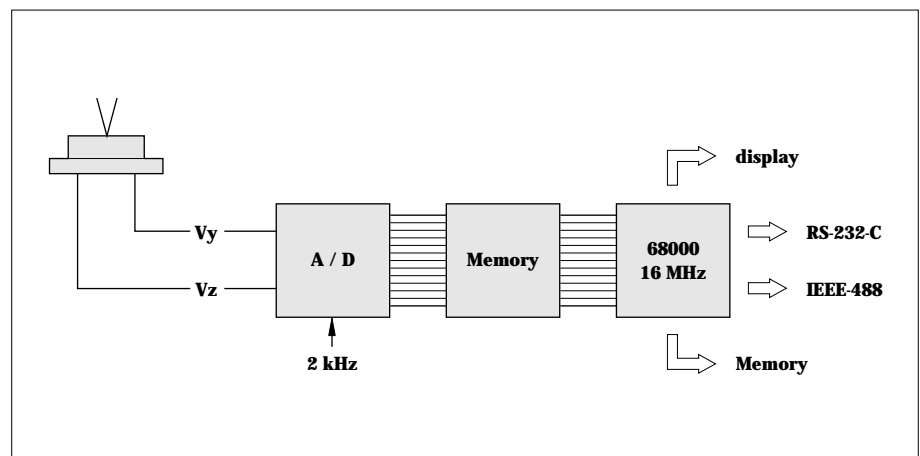 display
Vy
A / D
Memory
68000
16 MHz
RS-232-C
Vz
IEEE-488
2 kHz
Memory